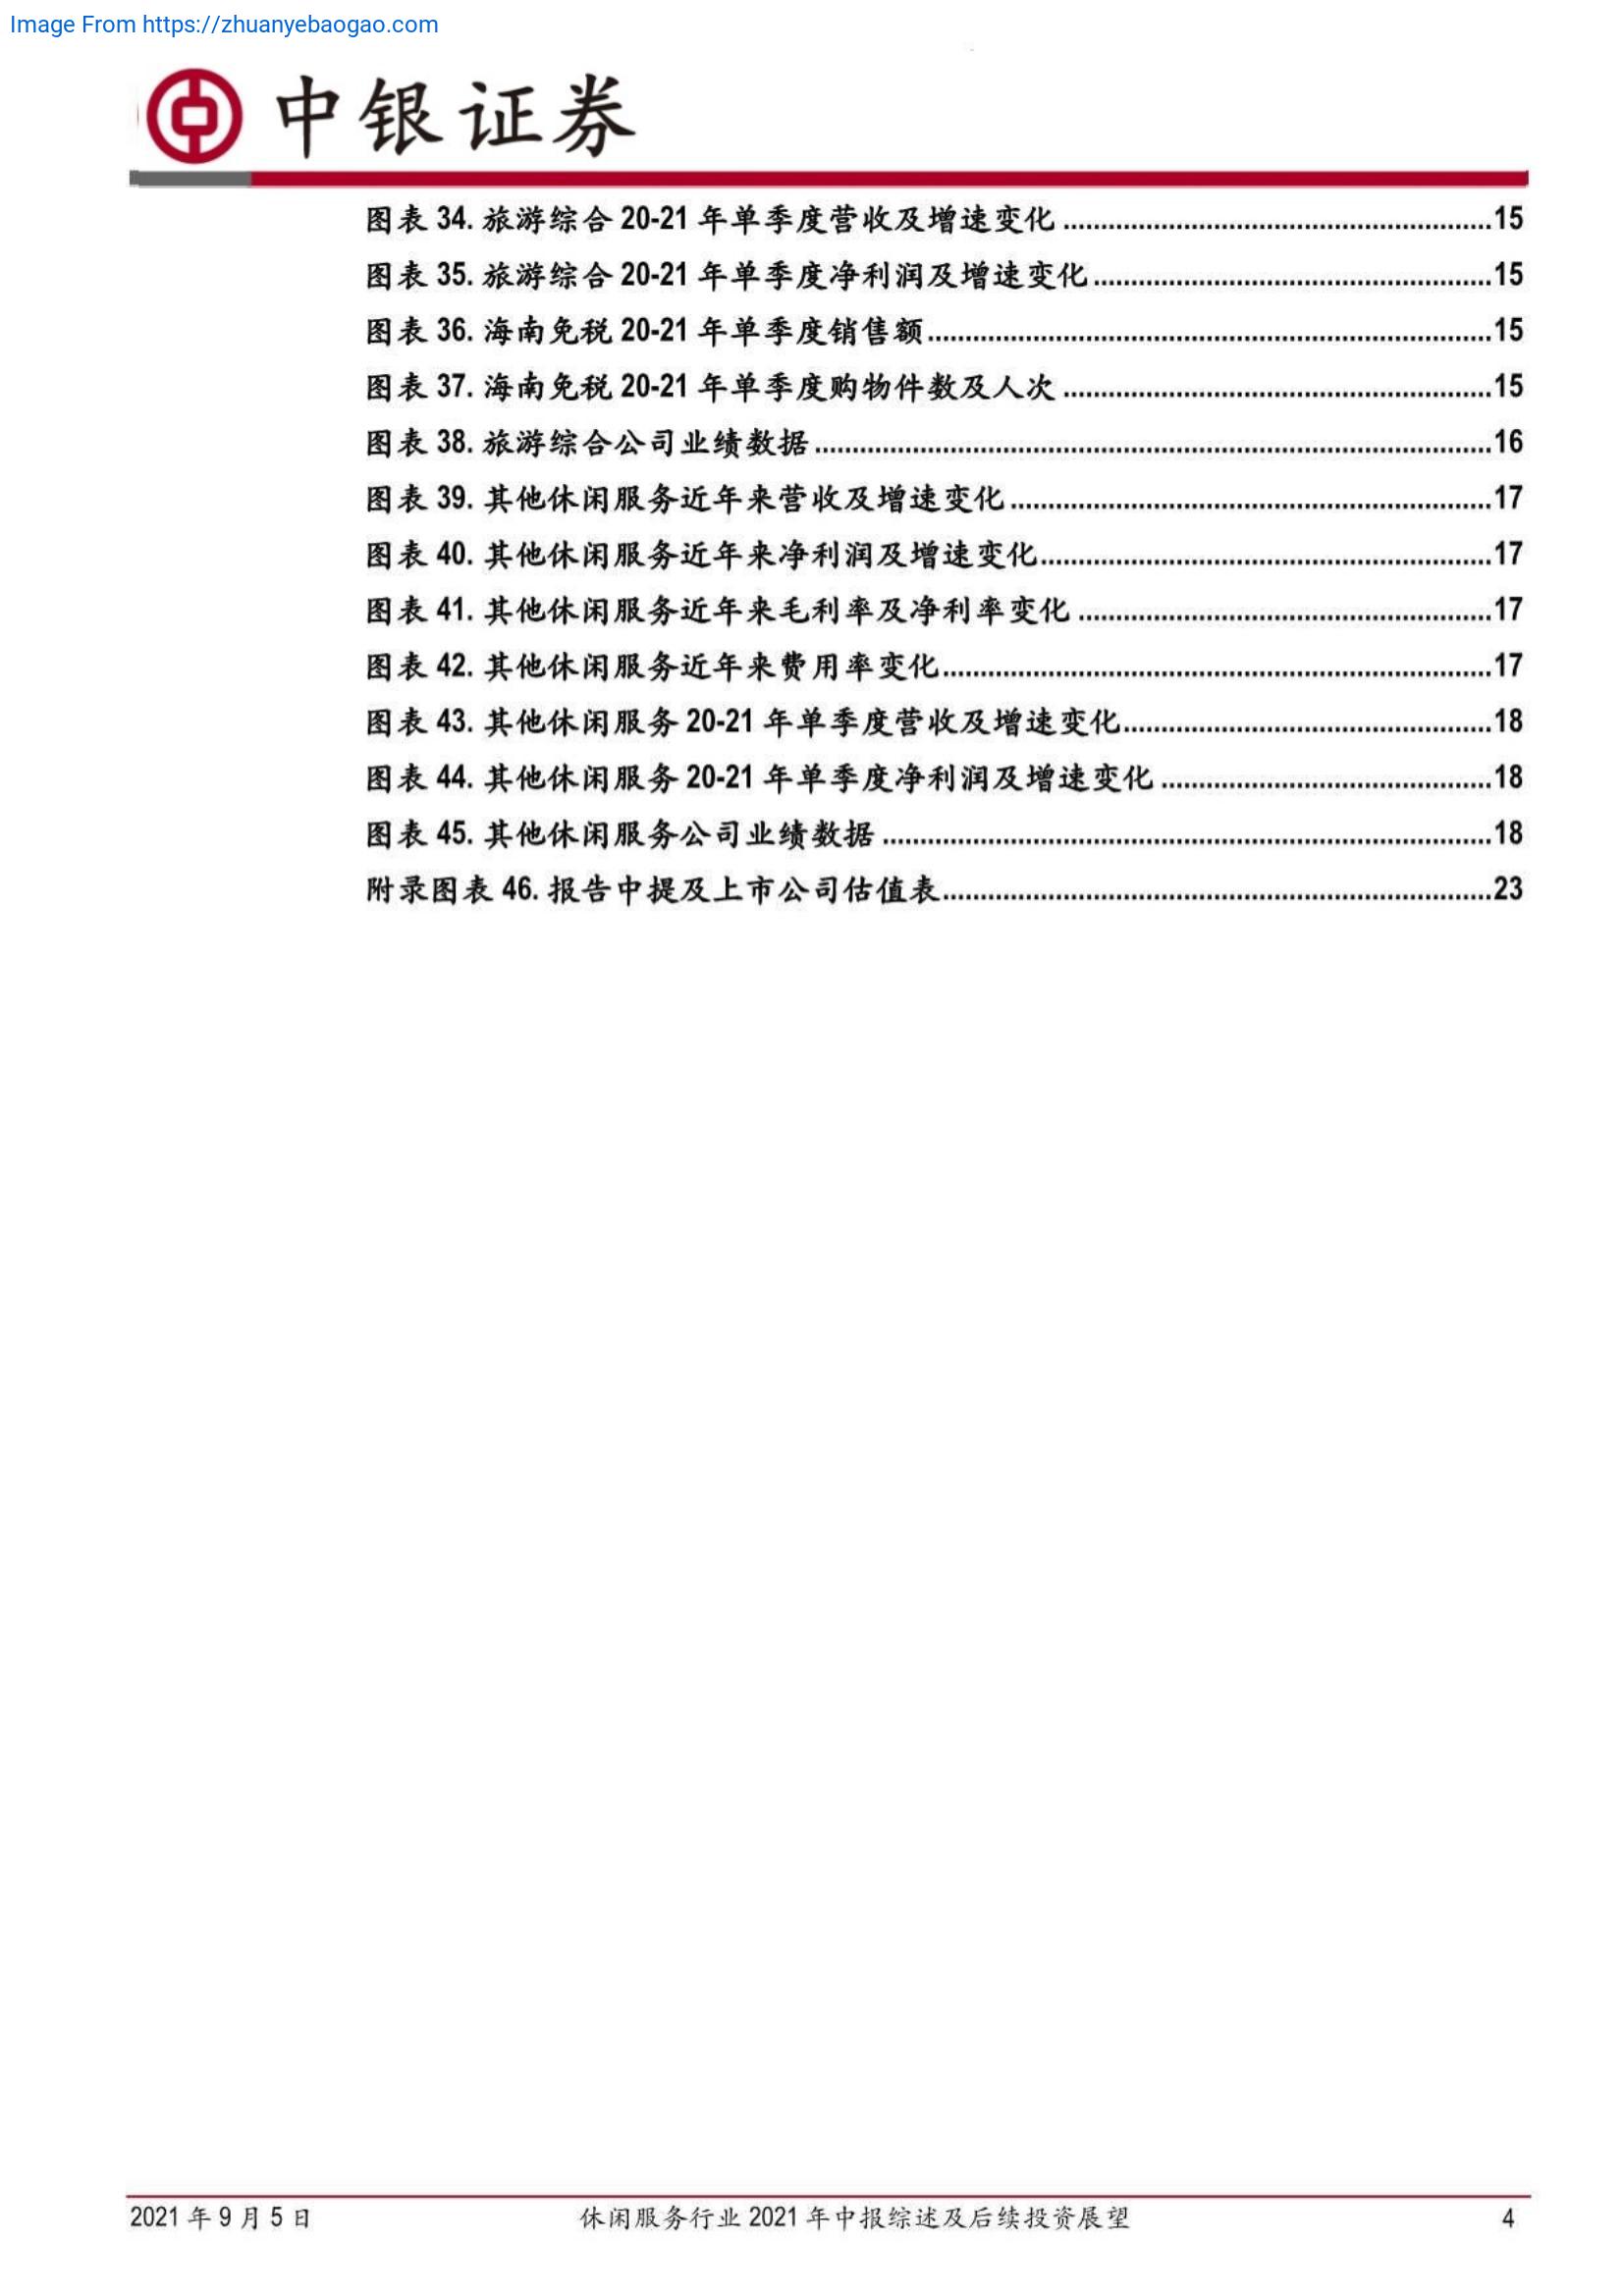 Image From https://zhuanyebaogao.com
中银证券
图表 34. 旅游综合 20-21 年单季度营收及增速变化 ........................................................15
图表 35. 旅游综合 20-21 年单季度净利润及增速变化 ....................................................15
图表 36. 海南免税 20-21 年单季度销售额..........................................................................15
图表 37. 海南免税 20-21 年单季度购物件数及人次 ........................................................15
图表 38. 旅游综合公司业绩数据 ........................................................................................16
图表 39. 其他休闲服务近年来营收及增速变化 ...............................................................17
图表 40. 其他休闲服务近年来净利润及增速变化...........................................................17
图表 41. 其他休闲服务近年来毛利率及净利率变化 ......................................................17
图表 42. 其他休闲服务近年来费用率变化........................................................................17
图表 43. 其他休闲服务 20-21 年单季度营收及增速变化................................................18
图表 44. 其他休闲服务 20-21 年单季度净利润及增速变化 ...........................................18
图表 45. 其他休闲服务公司业绩数据 ................................................................................18
附录图表 46. 报告中提及上市公司估值表........................................................................23
2021 年 9 月 5 日
休闲服务行业 2021 年中报综述及后续投资展望
4